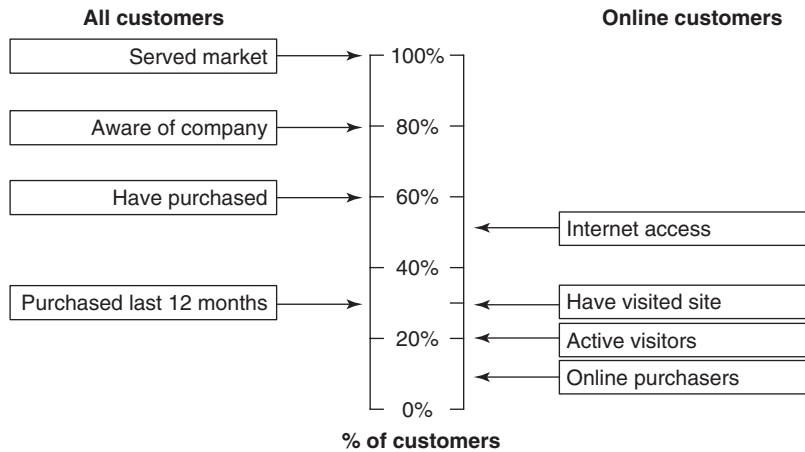 All customers
Online customers
Served market
100%
Aware of company
80%
Have purchased
60%
Internet access
40%
Purchased last 12 months
Have visited site
20%
Active visitors
Online purchasers
0%
% of customers